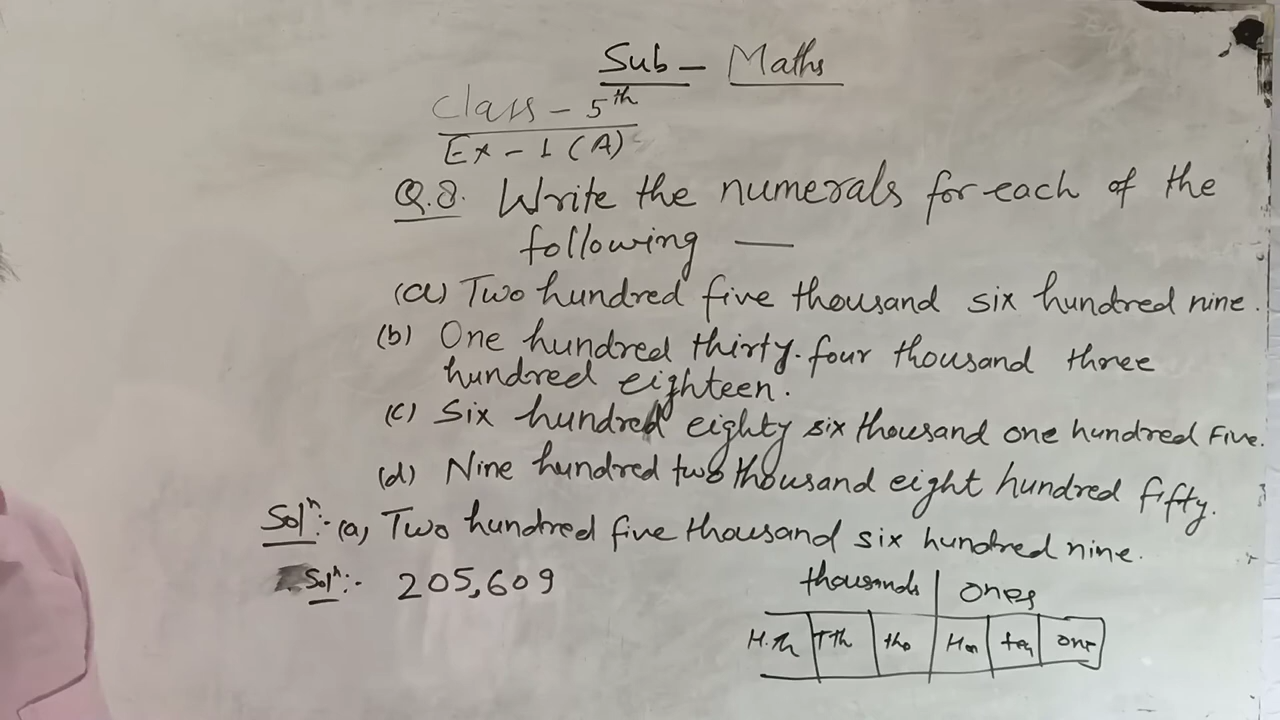 Sub - Maths
Class - 5th
Ex - 1 (A)
Q.8. Write the numerals for each of the
following —
(a) Two hundred five thousand six hundred nine.
(b) One hundred thirty-four thousand three
hundred eighteen.
(c) Six hundred eighty six thousand one hundred Five.
(d) Nine hundred two thousand eight hundred fifty.
Solⁿ:- (a) Two hundred five thousand six hundred nine.
Solⁿ:- 205,609
thousands | Ones
H.th | T th | tho | Hun | ten | one